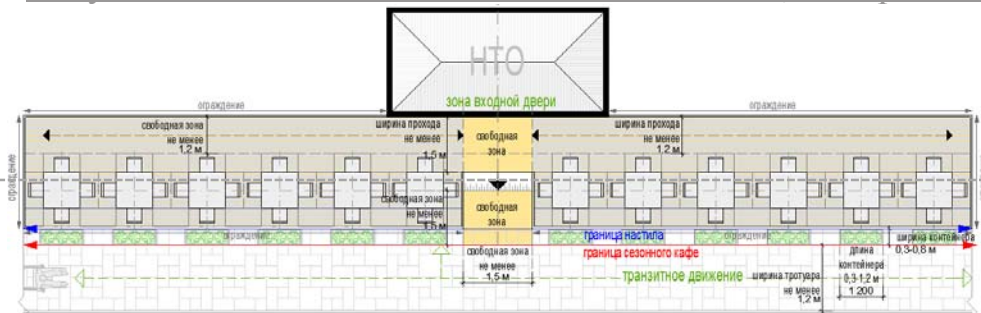 НТО
зона входной двери
ограждение
ограждение
свободная зона
не менее
1,2 м
ширина прохода
не менее
1,5 м
свободная
зона
ширина прохода
не менее
1,2 м
ограждение
ограждение
свободная зона
не менее
1,5 м
свободная
зона
ограждение
граница настила
ограждение
граница сезонного кафе
ширина контейнера
0,3-0,8 м
свободная зона
не менее
1,5 м
транзитное движение
ширина тротуара
не менее
1,2 м
длина
контейнера
0,3-1,2 м
1 200